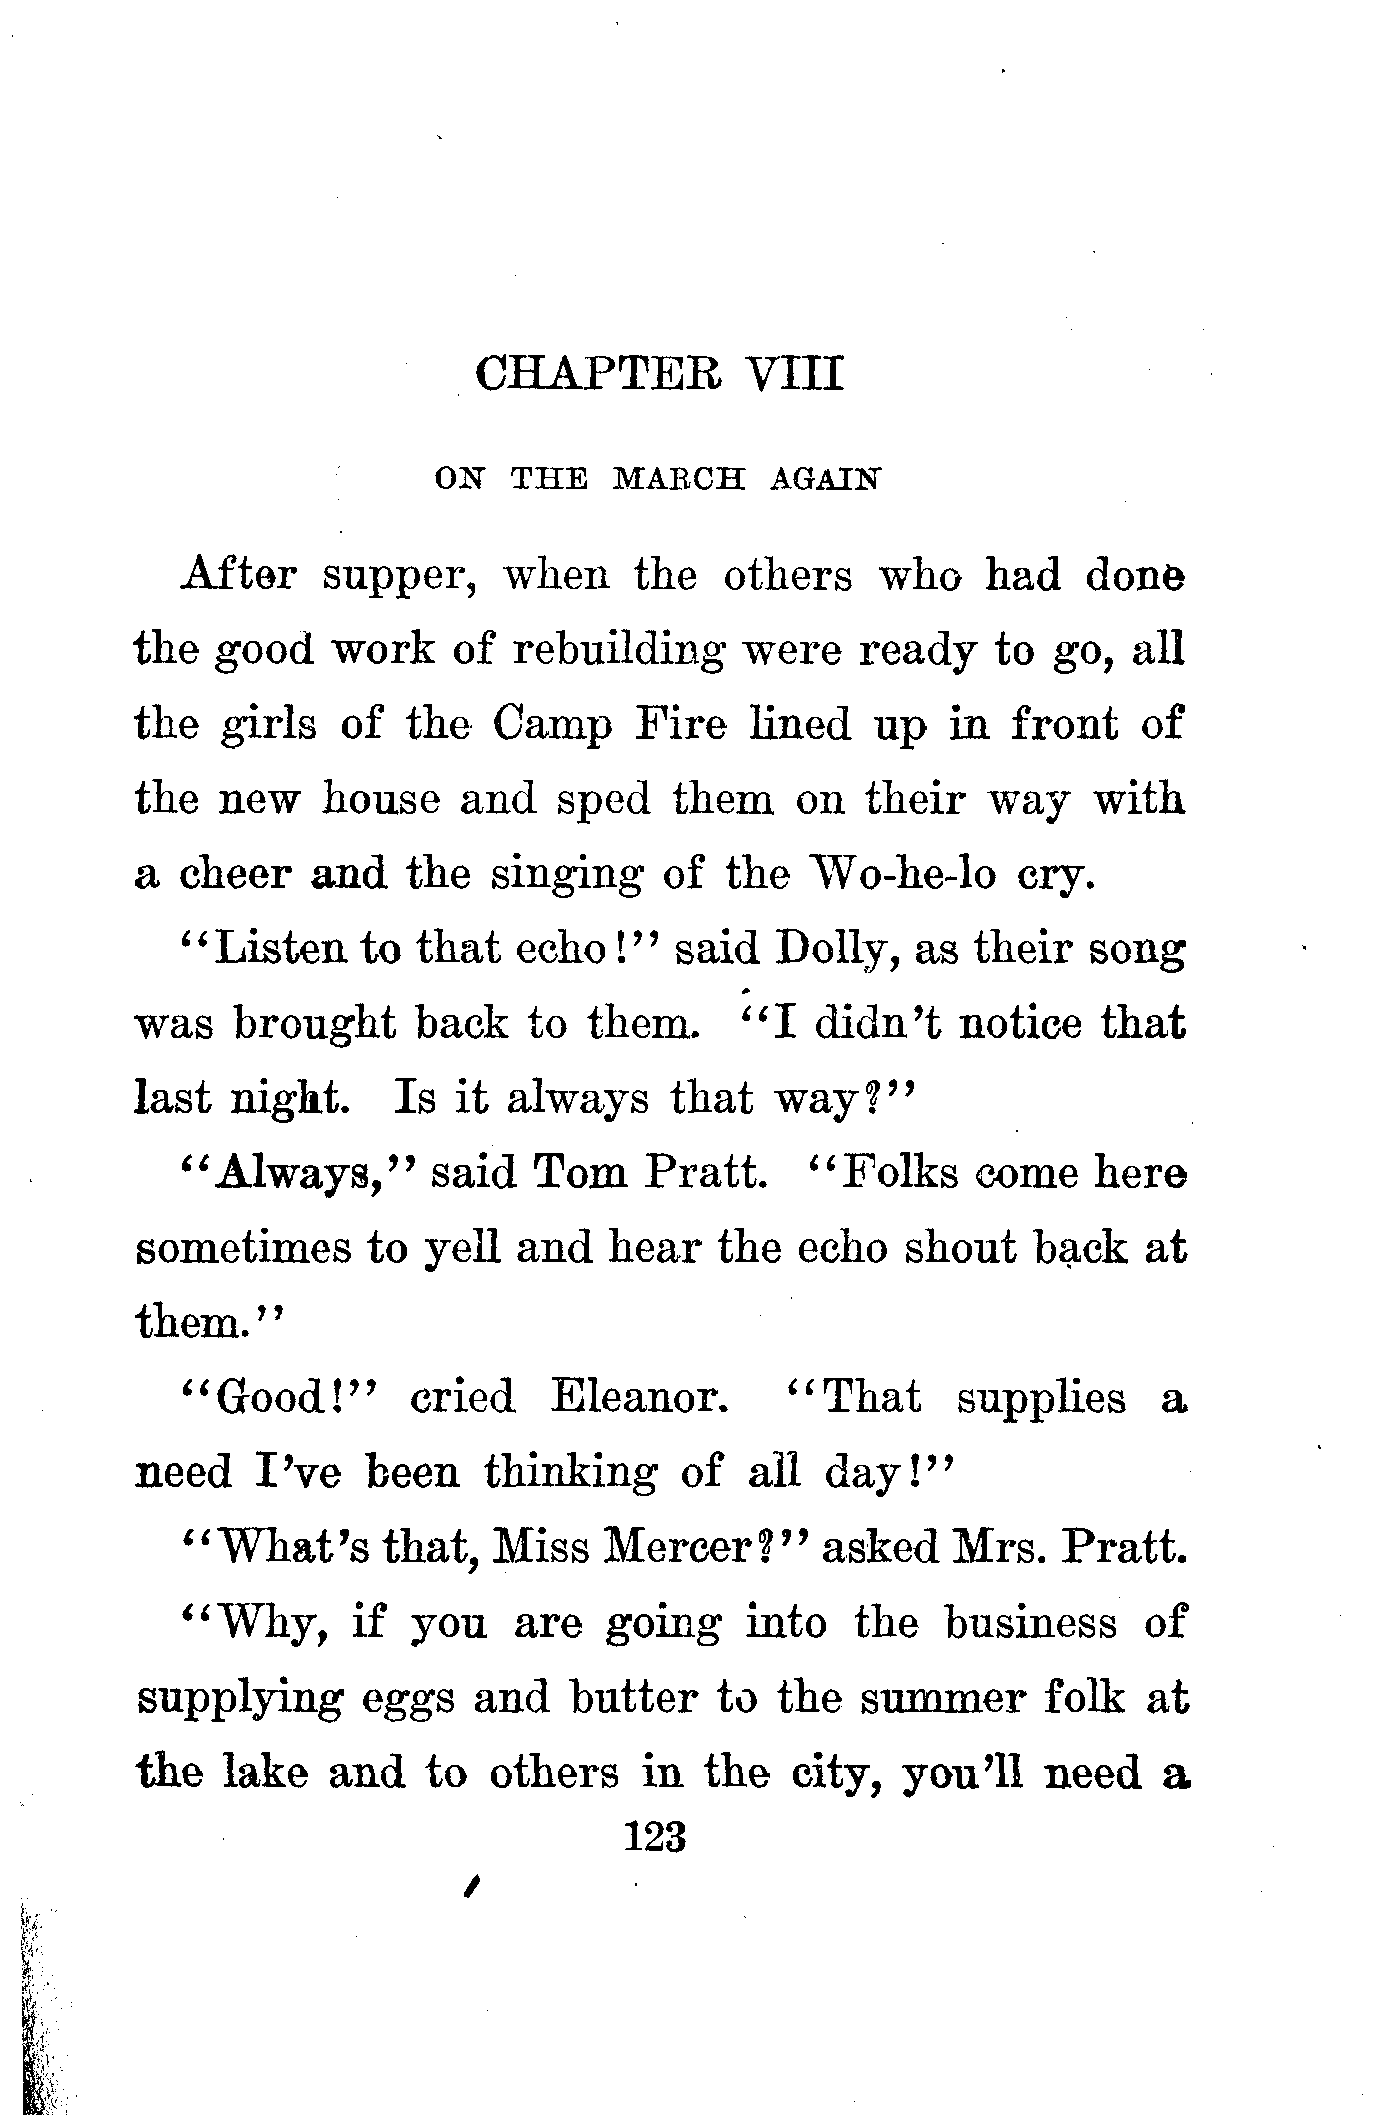 CHAPTER VIII
ON THE MARCH AGAIN
After supper, when the others who had done
the good work of rebuilding were ready to go, all
the girls of the Camp Fire lined up in front of
the new house and sped them on their way with
a cheer and the singing of the Wo-he-lo cry.
"Listen to that echo!" said Dolly, as their song
was brought back to them. "I didn't notice that
last night. Is it always that way?"
"Always," said Tom Pratt. "Folks come here
sometimes to yell and hear the echo shout back at
them."
"Good!" cried Eleanor. "That supplies a
need I've been thinking of all day!"
"What's that, Miss Mercer?" asked Mrs. Pratt.
"Why, if you are going into the business of
supplying eggs and butter to the summer folk at
the lake and to others in the city, you'll need a
123